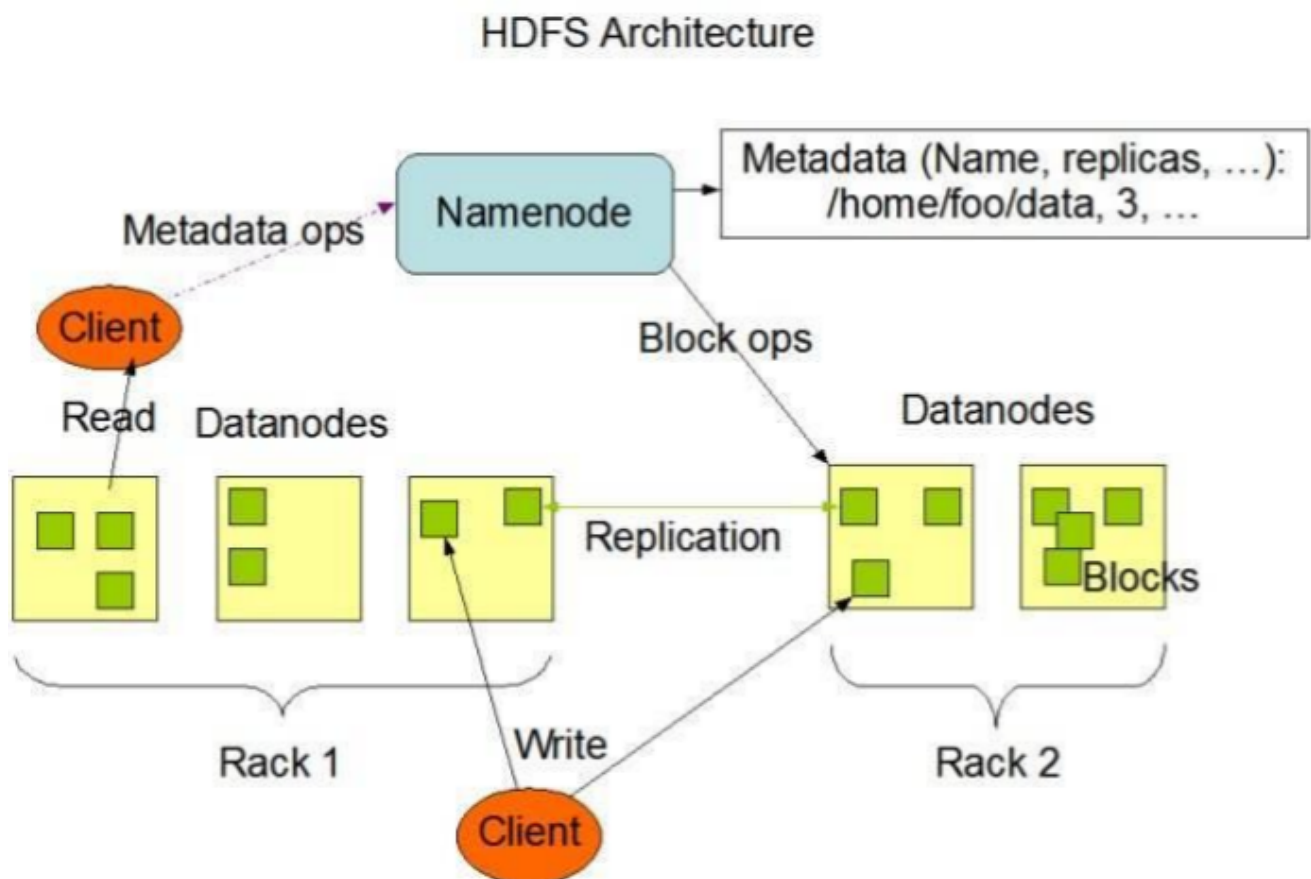 HDFS Architecture
Metadata (Name, replicas, …):
/home/foo/data, 3, …
Namenode
Metadata ops
Client
Block ops
Read
Datanodes
Datanodes
Replication
Blocks
Rack 1
Write
Rack 2
Client